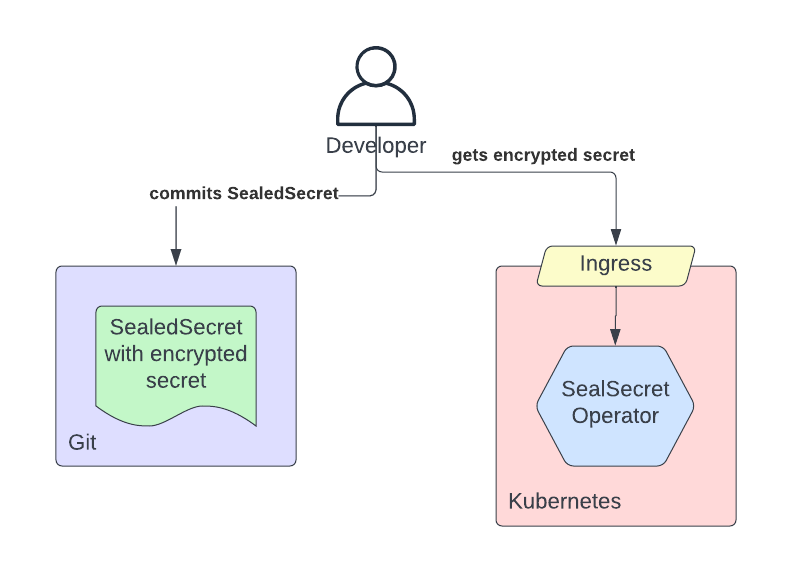 Developer
gets encrypted secret
commits SealedSecret
Ingress
SealedSecret
with encrypted
secret
SealSecret
Operator
Git
Kubernetes